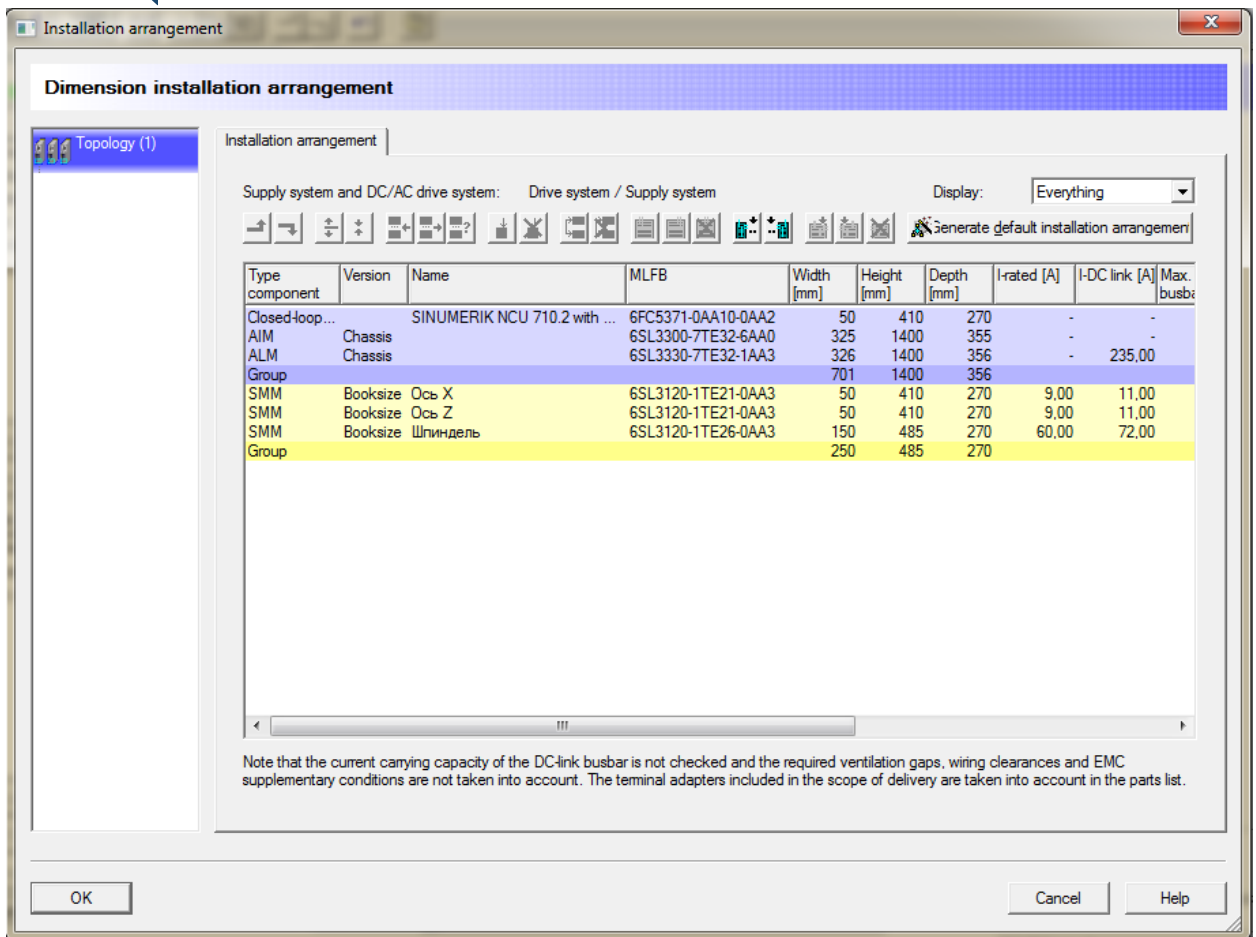 Installation arrangement
Dimension installation arrangement
Topology (1)
Installation arrangement
Supply system and DC/AC drive system: Drive system / Supply system Display: Everything
Generate default installation arrangement
Type component Version Name MLFB Width [mm] Height [mm] Depth [mm] I-rated [A] I-DC link [A] Max.
Closed-loop... SINUMERIK NCU 710.2 with ... 6FC5371-0AA10-0AA2 50 410 270 - -
AIM Chassis 6SL3300-7TE32-6AA0 325 1400 355 - -
ALM Chassis 6SL3330-7TE32-1AA3 326 1400 356 - 235,00
Group 701 1400 356
SMM Booksize Ось X 6SL3120-1TE21-0AA3 50 410 270 9,00 11,00
SMM Booksize Ось Z 6SL3120-1TE21-0AA3 50 410 270 9,00 11,00
SMM Booksize Шпиндель 6SL3120-1TE26-0AA3 150 485 270 60,00 72,00
Group 250 485 270
Note that the current carrying capacity of the DC-link busbar is not checked and the required ventilation gaps, wiring clearances and EMC
supplementary conditions are not taken into account. The terminal adapters included in the scope of delivery are taken into account in the parts list.
OK Cancel Help